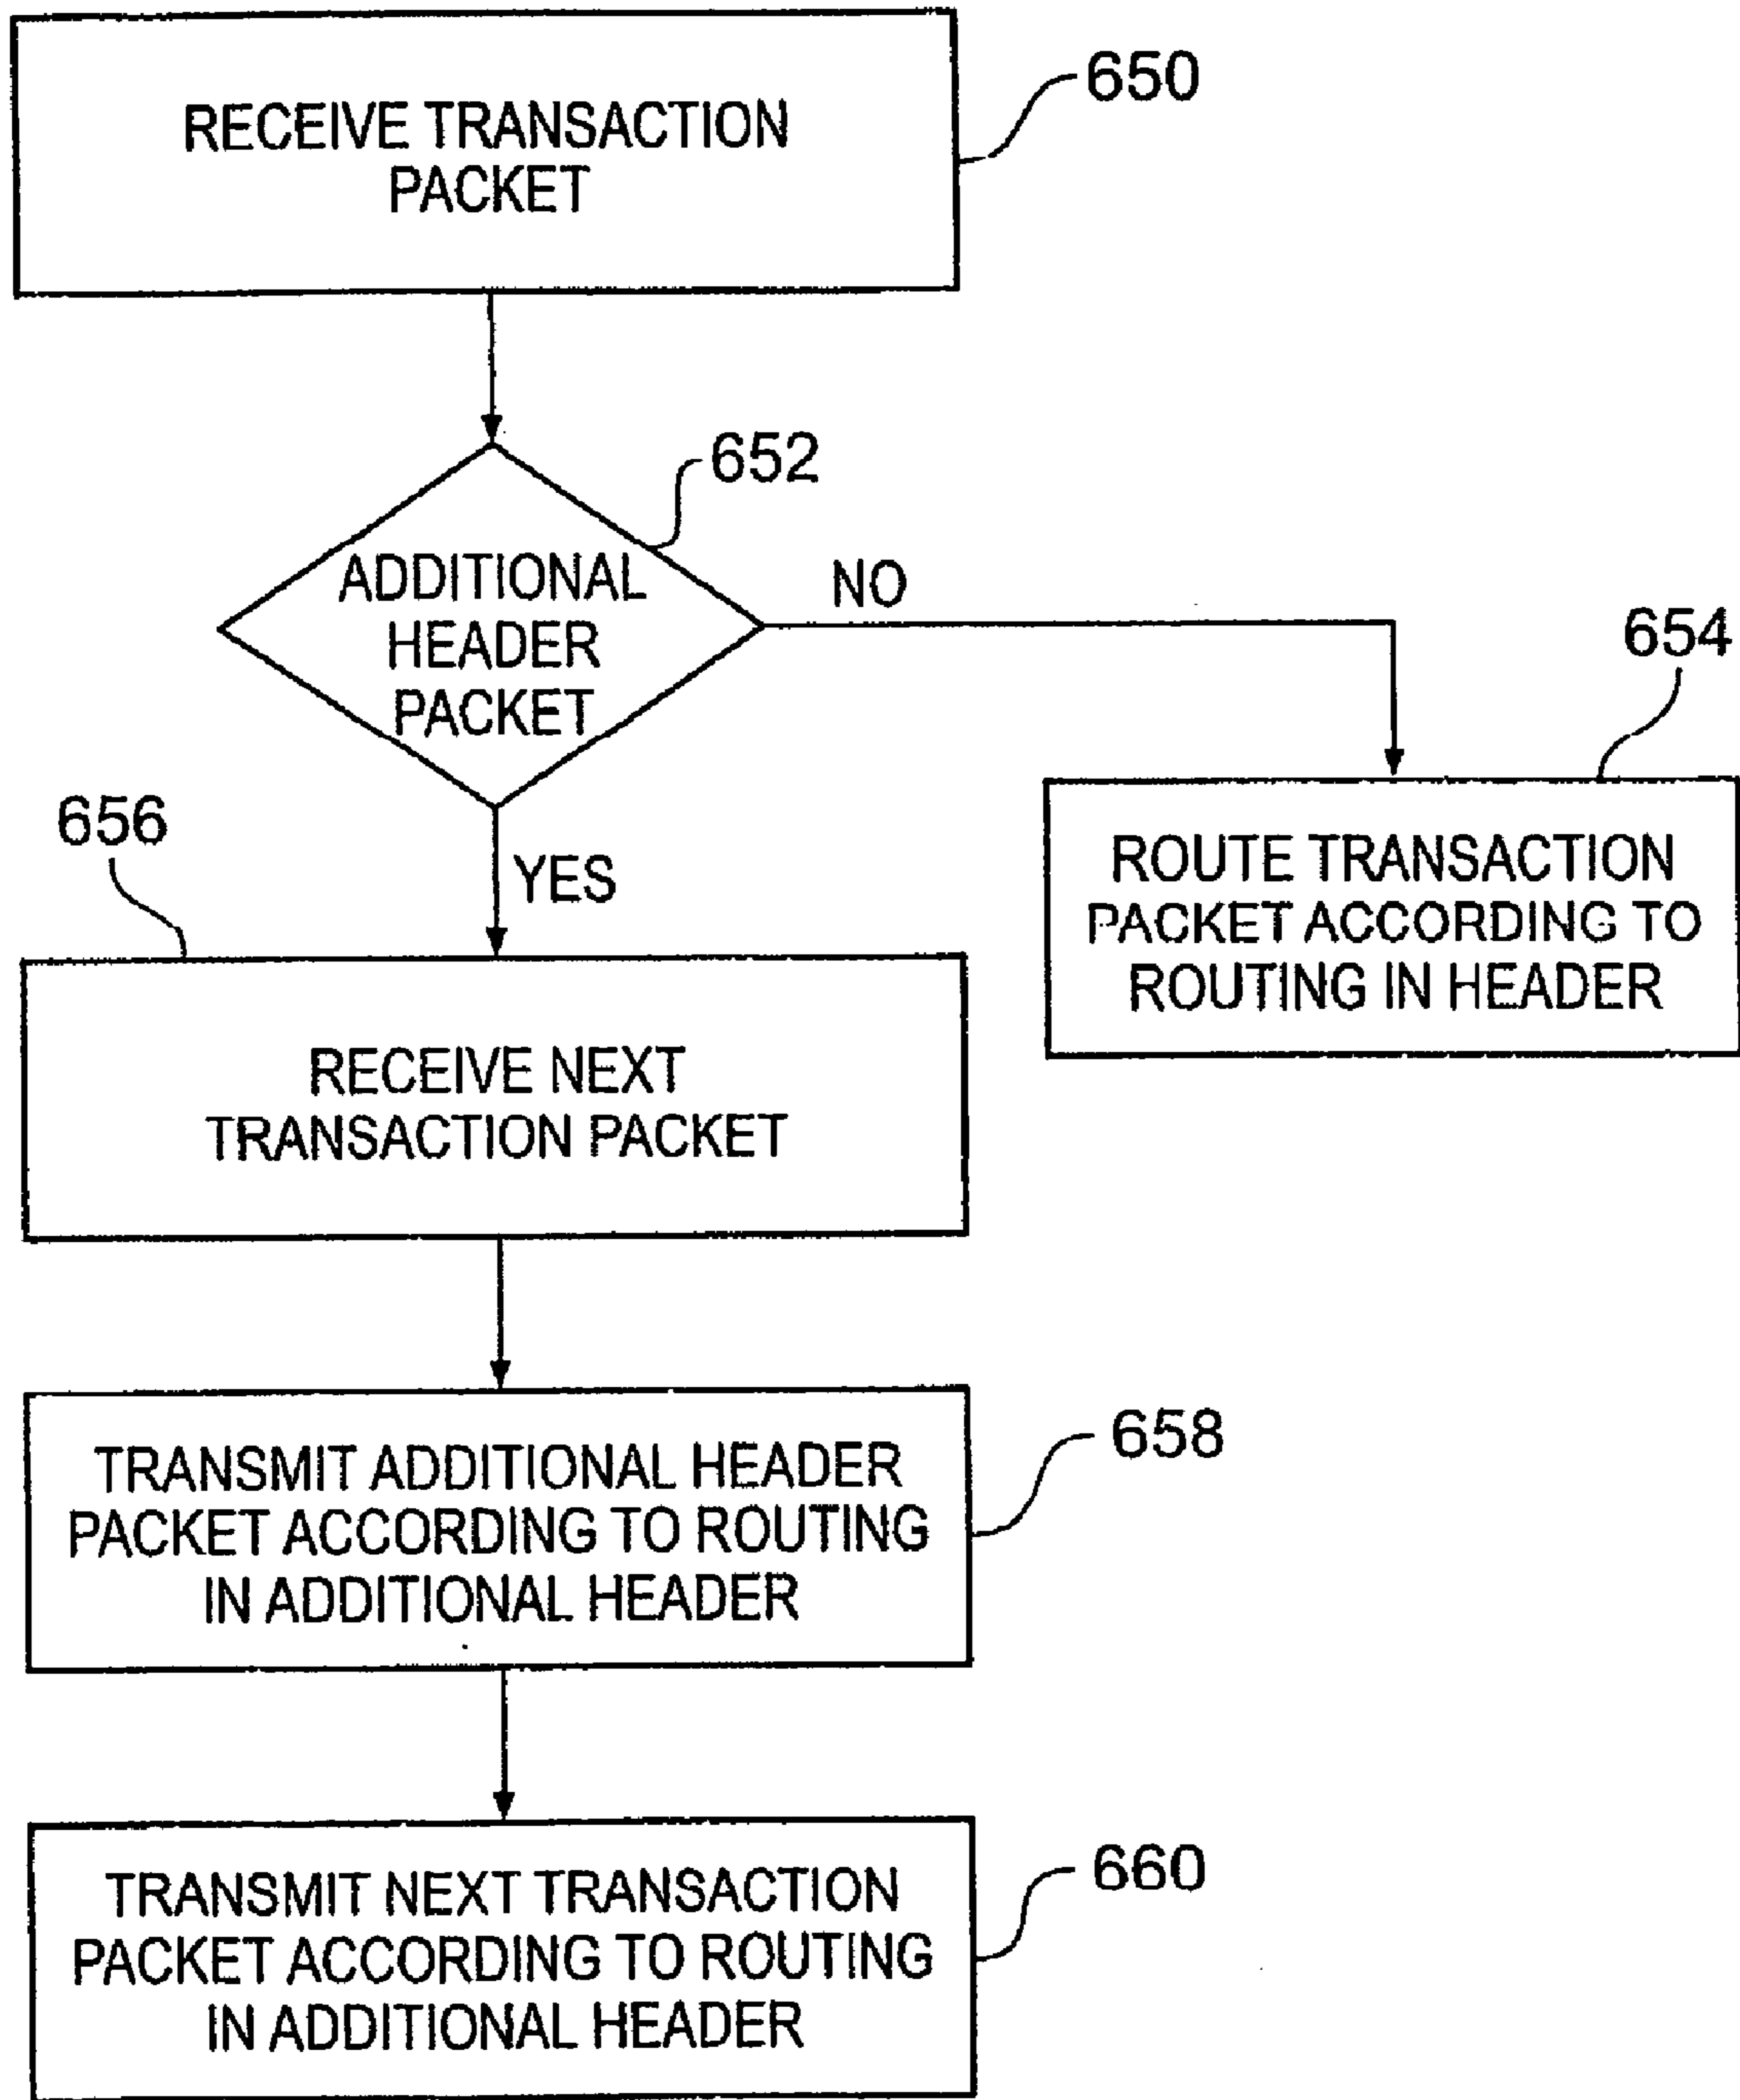 RECEIVE TRANSACTION
PACKET
650
652
ADDITIONAL
HEADER
PACKET
NO
654
ROUTE TRANSACTION
PACKET ACCORDING TO
ROUTING IN HEADER
YES
656
RECEIVE NEXT
TRANSACTION PACKET
TRANSMIT ADDITIONAL HEADER
PACKET ACCORDING TO ROUTING
IN ADDITIONAL HEADER
658
TRANSMIT NEXT TRANSACTION
PACKET ACCORDING TO ROUTING
IN ADDITIONAL HEADER
660